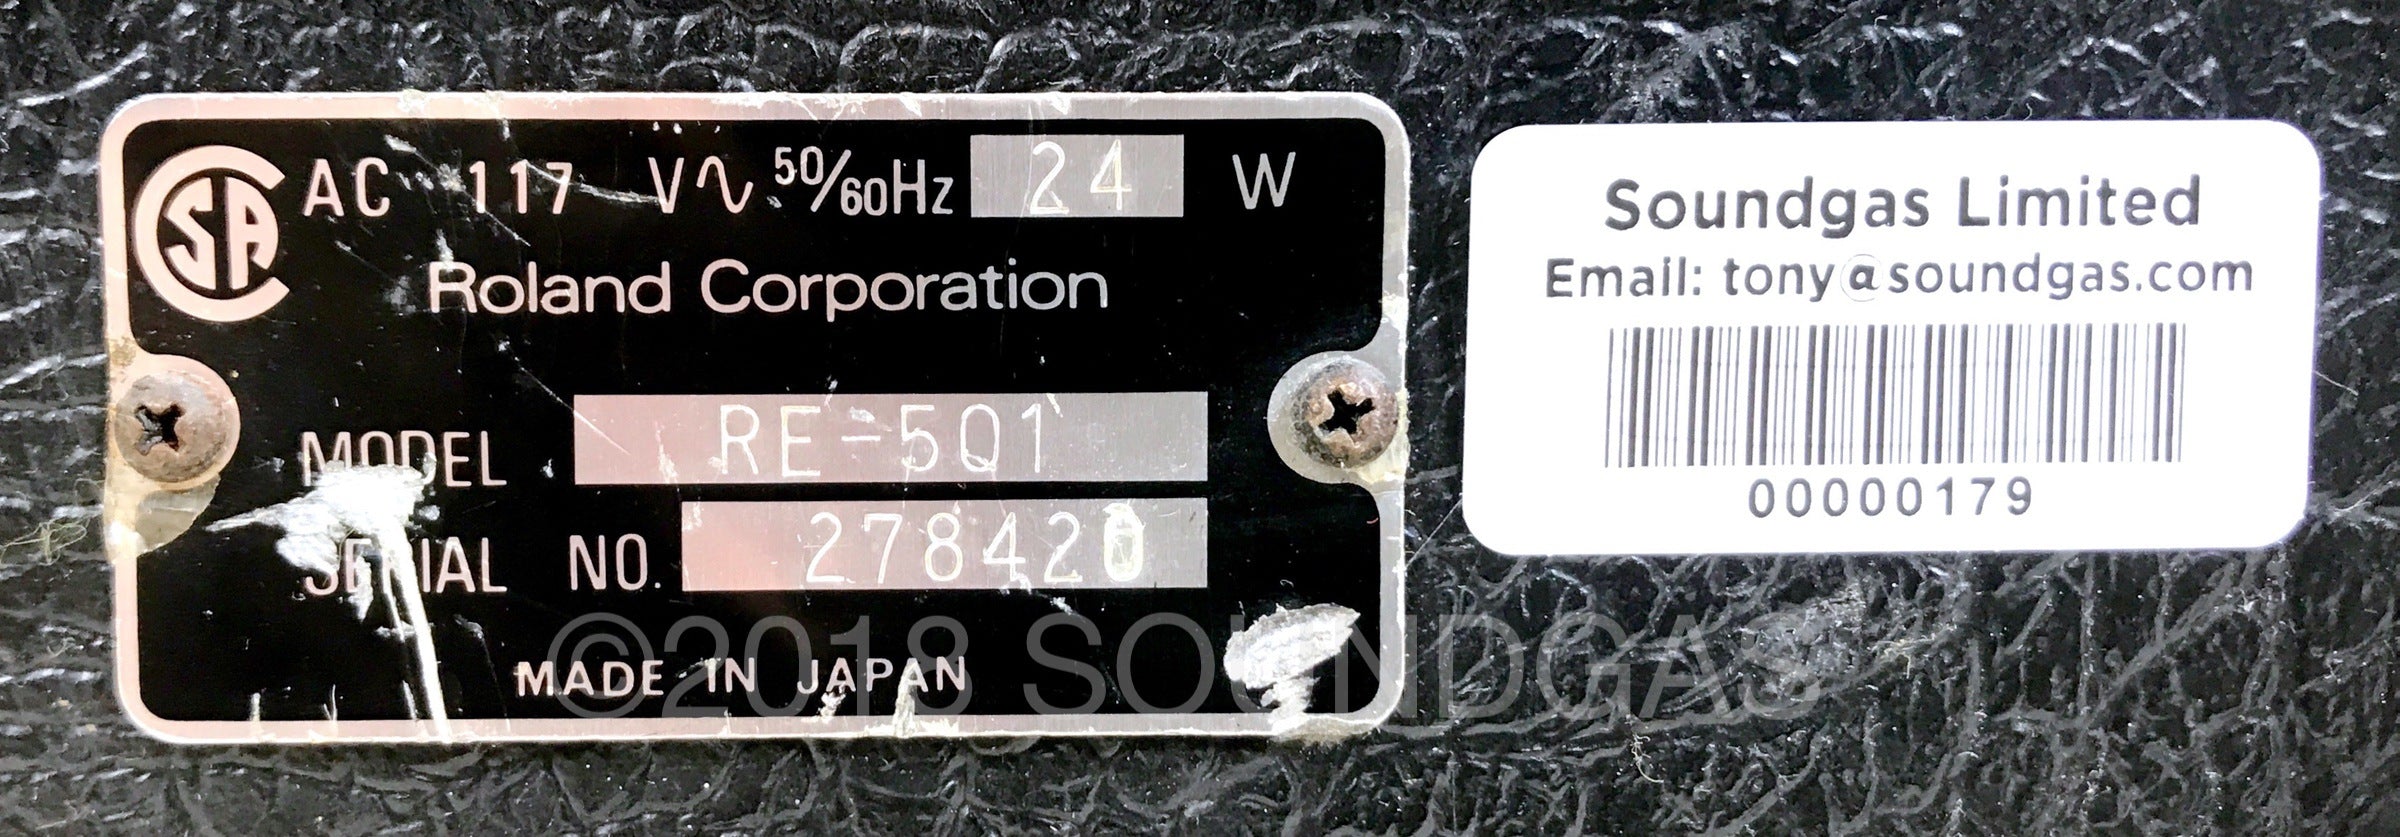 CSA AC 117 V∿ 50/60Hz 24 W
Roland Corporation
MODEL RE-501
SERIAL NO. 278420
MADE IN JAPAN
Soundgas Limited
Email: tony@soundgas.com
00000179
©2018 SOUNDGAS